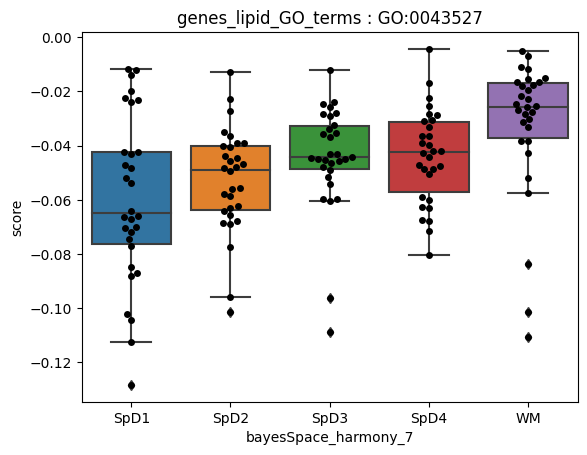 genes_lipid_GO_terms : GO:0043527
0.00
−0.02
−0.04
−0.06
−0.08
−0.10
−0.12
score
SpD1 SpD2 SpD3 SpD4 WM
bayesSpace_harmony_7